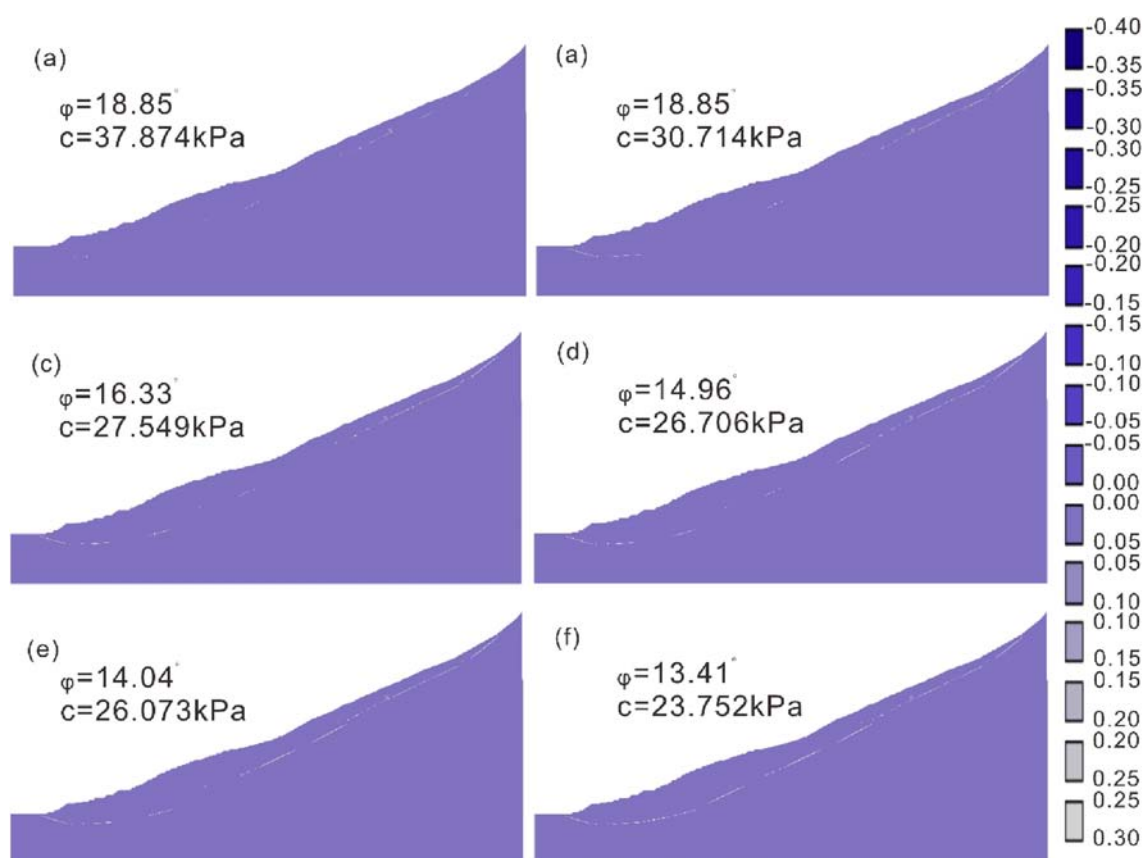 (a)
φ=18.85°
c=37.874kPa
(a)
φ=18.85°
c=30.714kPa
(c)
φ=16.33°
c=27.549kPa
(d)
φ=14.96°
c=26.706kPa
(e)
φ=14.04°
c=26.073kPa
(f)
φ=13.41°
c=23.752kPa
-0.40
-0.35
-0.35
-0.30
-0.30
-0.25
-0.25
-0.20
-0.20
-0.15
-0.15
-0.10
-0.10
-0.05
-0.05
0.00
0.00
0.05
0.05
0.10
0.10
0.15
0.15
0.20
0.20
0.25
0.25
0.30